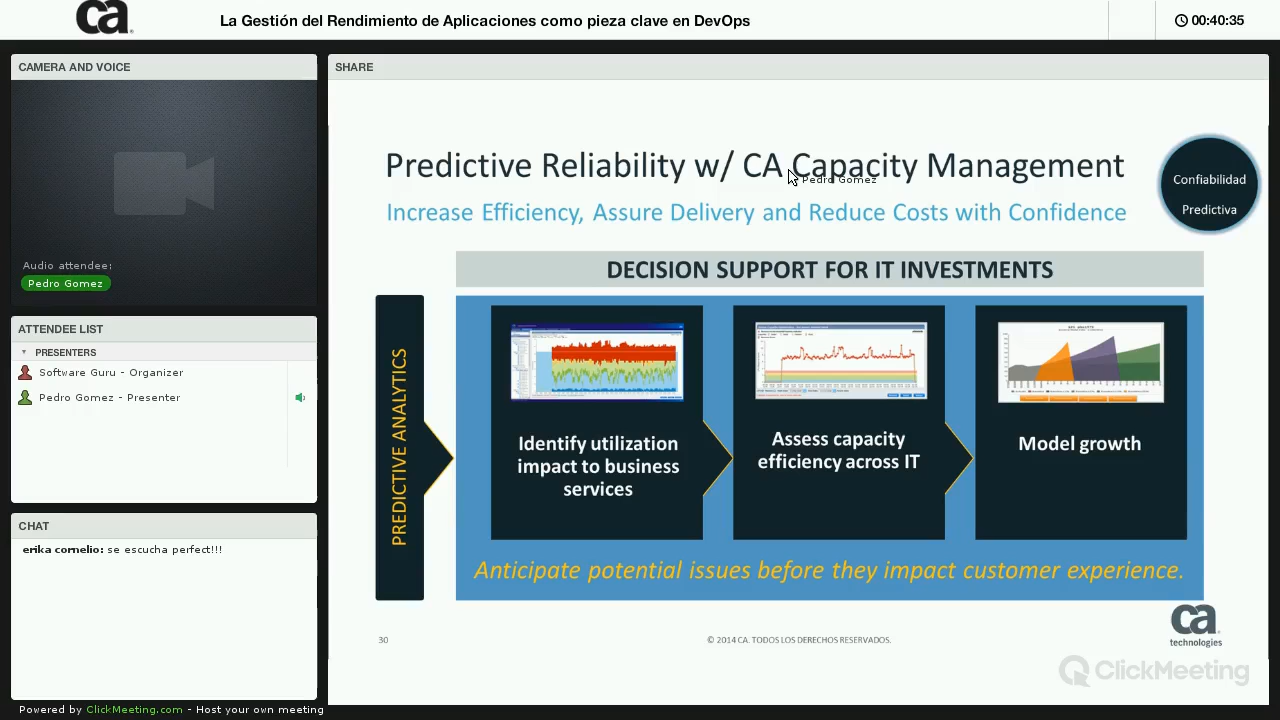 ca
La Gestión del Rendimiento de Aplicaciones como pieza clave en DevOps
00:40:35
CAMERA AND VOICE
Audio attendee:
Pedro Gomez
ATTENDEE LIST
PRESENTERS
Software Guru - Organizer
Pedro Gomez - Presenter
CHAT
erika cornelio: se escucha perfect!!!
Powered by ClickMeeting.com - Host your own meeting
SHARE
Predictive Reliability w/ CA Capacity Management
Pedro Gomez
Increase Efficiency, Assure Delivery and Reduce Costs with Confidence
Confiabilidad
Predictiva
DECISION SUPPORT FOR IT INVESTMENTS
PREDICTIVE ANALYTICS
Identify utilization
impact to business
services
Assess capacity
efficiency across IT
Model growth
Anticipate potential issues before they impact customer experience.
30
© 2014 CA. TODOS LOS DERECHOS RESERVADOS.
ca
technologies
ClickMeeting